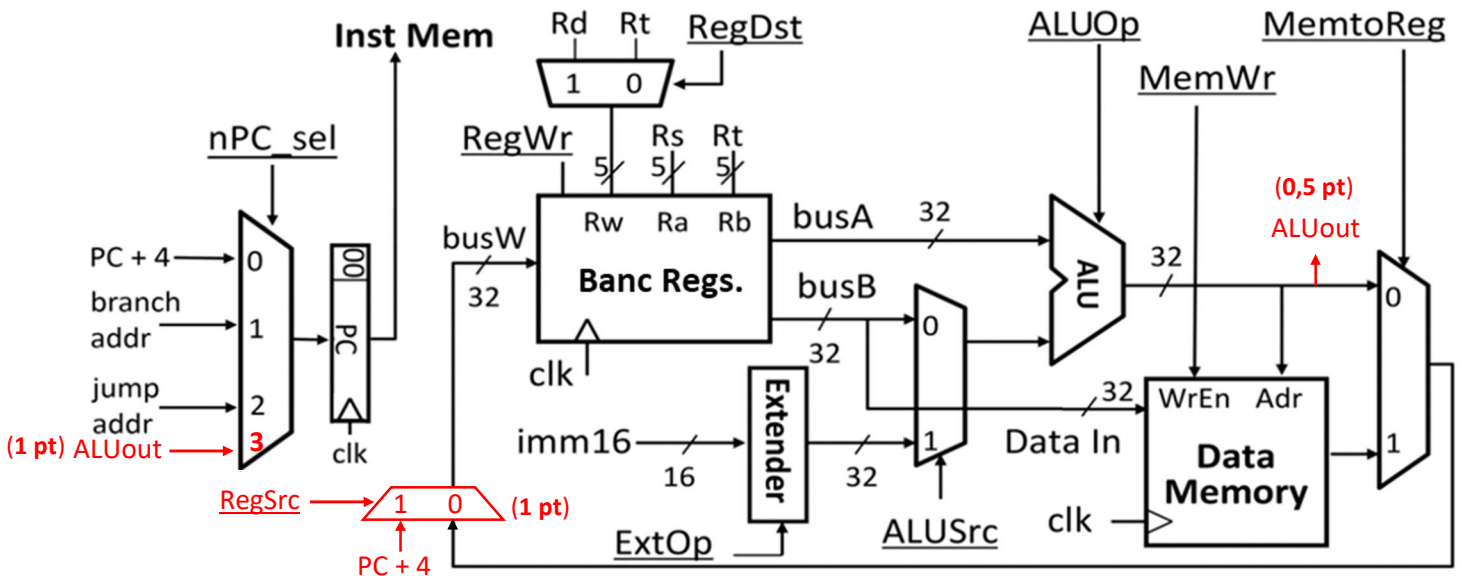 Rd Rt RegDst
ALUOp MemtoReg
Inst Mem
MemWr
1 0
nPC_sel
RegWr Rs Rt
5 5 5
(0,5 pt)
Rw Ra Rb
busA 32
ALUout
busW
PC + 4 0
00
32
Banc Regs.
busB
ALU
32
0
branch
addr 1
PC
0
32
clk
jump
addr 2
Extender
32
WrEn Adr
(1 pt) ALUout 3
clk
imm16
16
32
1
Data In
1
Data
Memory
RegSrc 1 0 (1 pt)
clk
ExtOp
ALUSrc
PC + 4